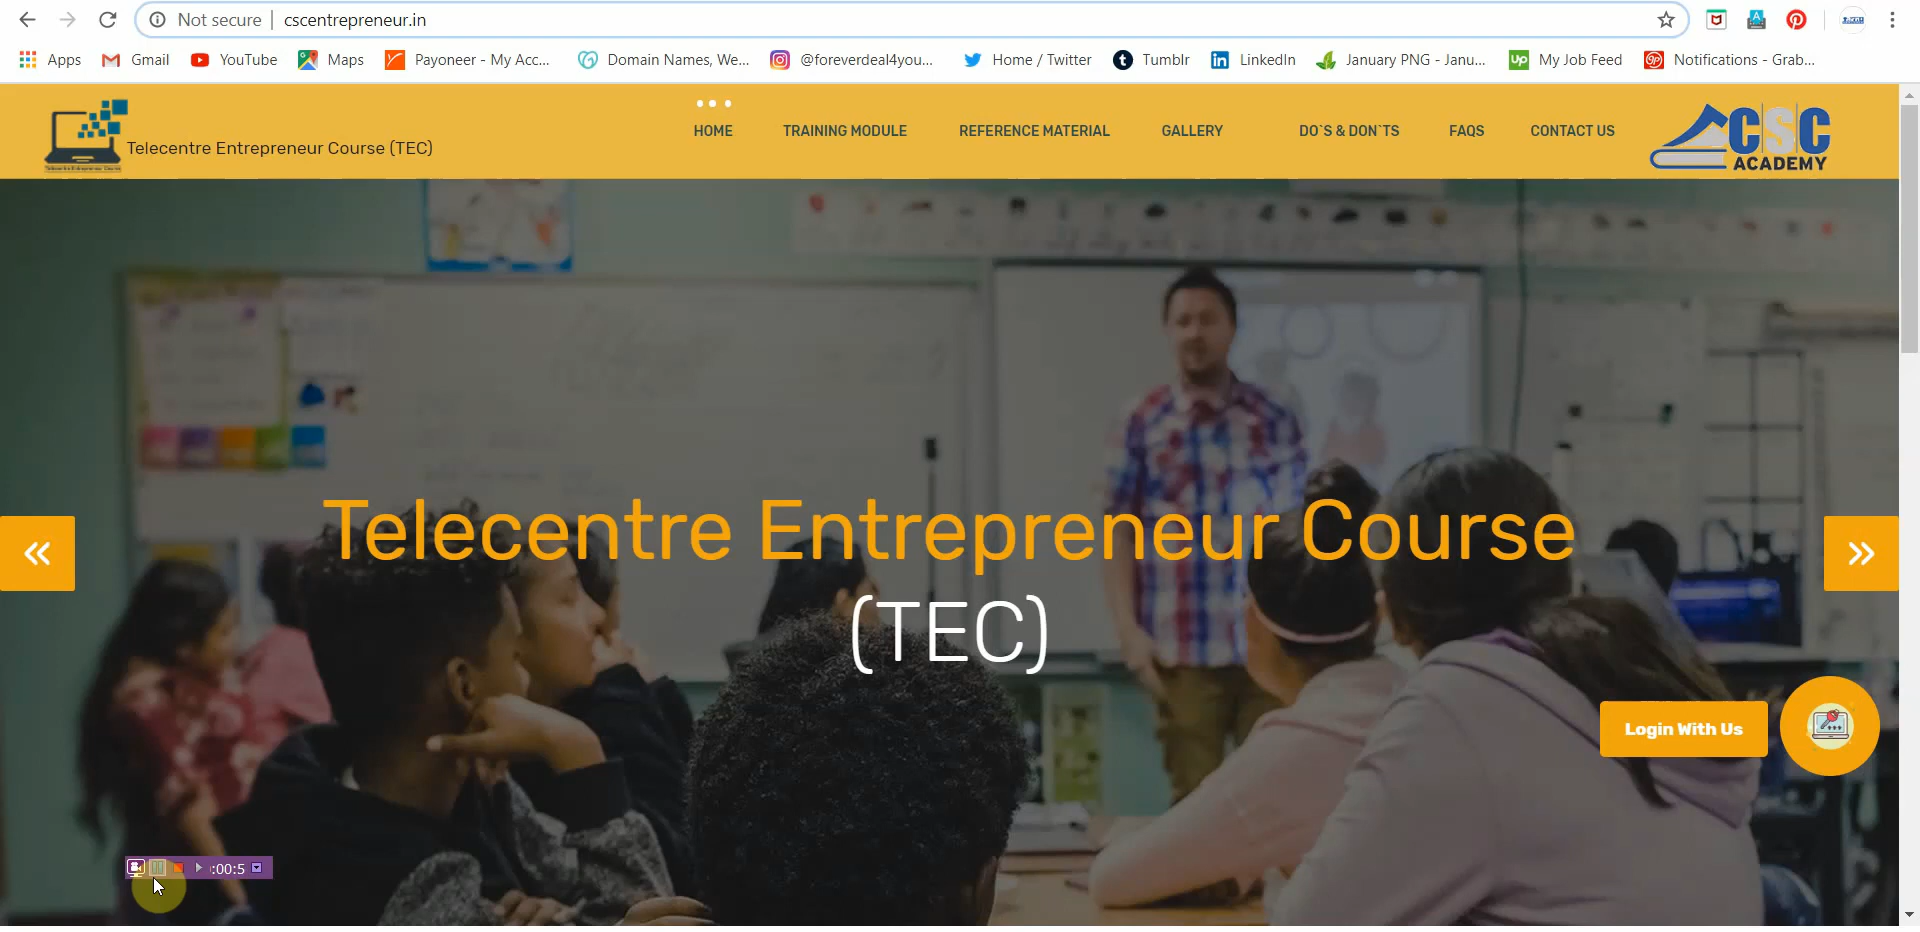 Not secure | cscentrepreneur.in
Apps Gmail YouTube Maps Payoneer - My Acc... Domain Names, We... @foreverdeal4you... Home / Twitter Tumblr LinkedIn January PNG - Janu... My Job Feed Notifications - Grab...
Telecentre Entrepreneur Course (TEC)
HOME TRAINING MODULE REFERENCE MATERIAL GALLERY DO`S & DON`TS FAQS CONTACT US
CSC
ACADEMY
Telecentre Entrepreneur Course
(TEC)
Login With Us
:00:5